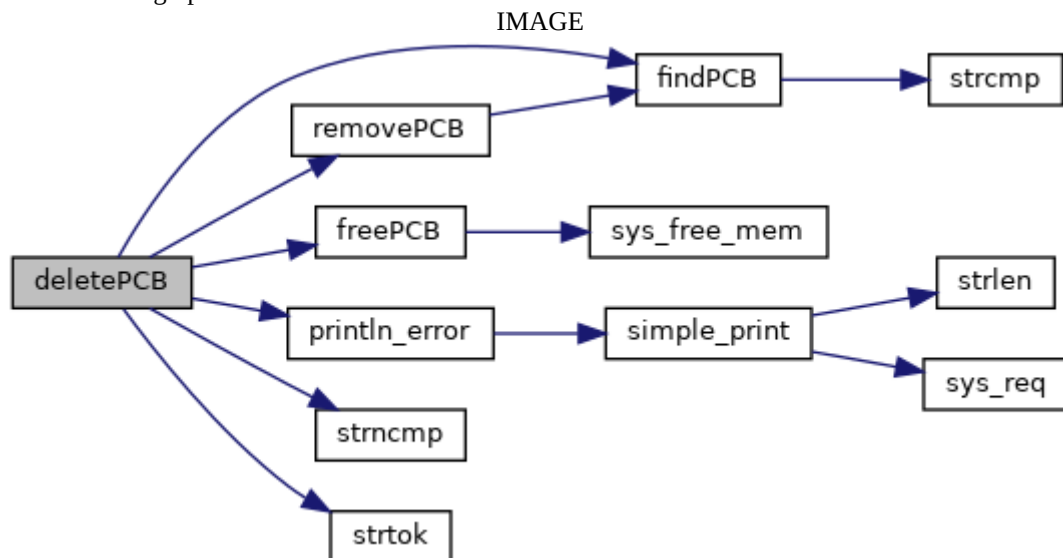 IMAGE
findPCB
strcmp
removePCB
freePCB
sys_free_mem
deletePCB
strlen
println_error
simple_print
sys_req
strncmp
strtok